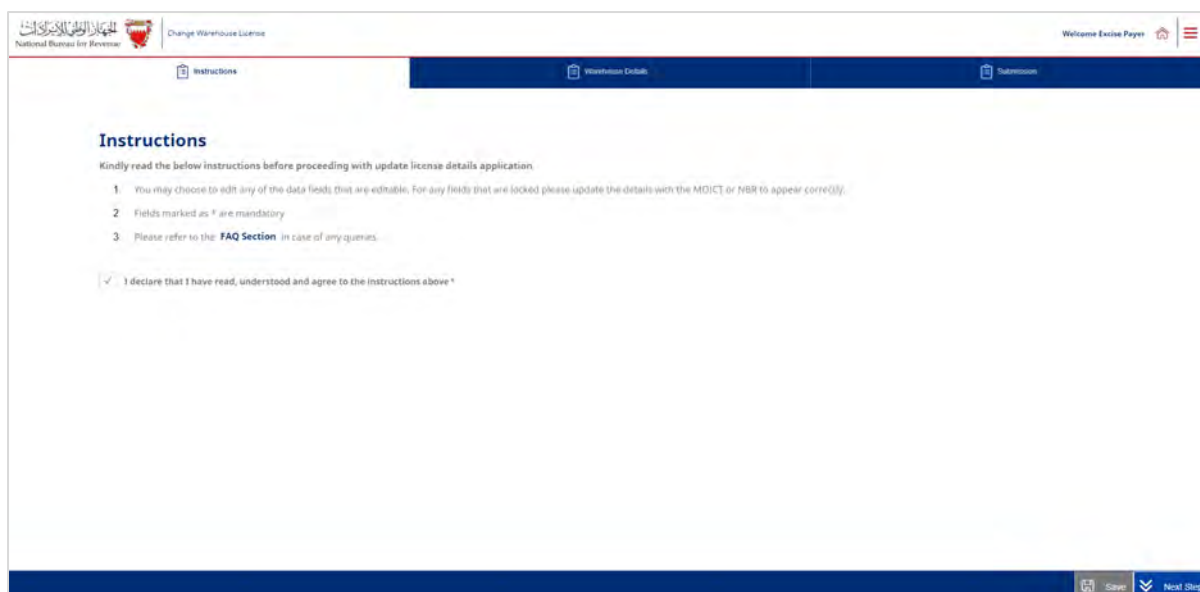 الجهاز الوطني للإيرادات
National Bureau for Revenue
Change Warehouse License
Welcome Excise Payer
Instructions
Warehouse Details
Submission
Instructions
Kindly read the below instructions before proceeding with update license details application
1 You may choose to edit any of the data fields that are editable. For any fields that are locked please update the details with the MOICT or NBR to appear correctly.
2 Fields marked as * are mandatory
3 Please refer to the FAQ Section in case of any queries.
✓ I declare that I have read, understood and agree to the instructions above *
Save
Next Step